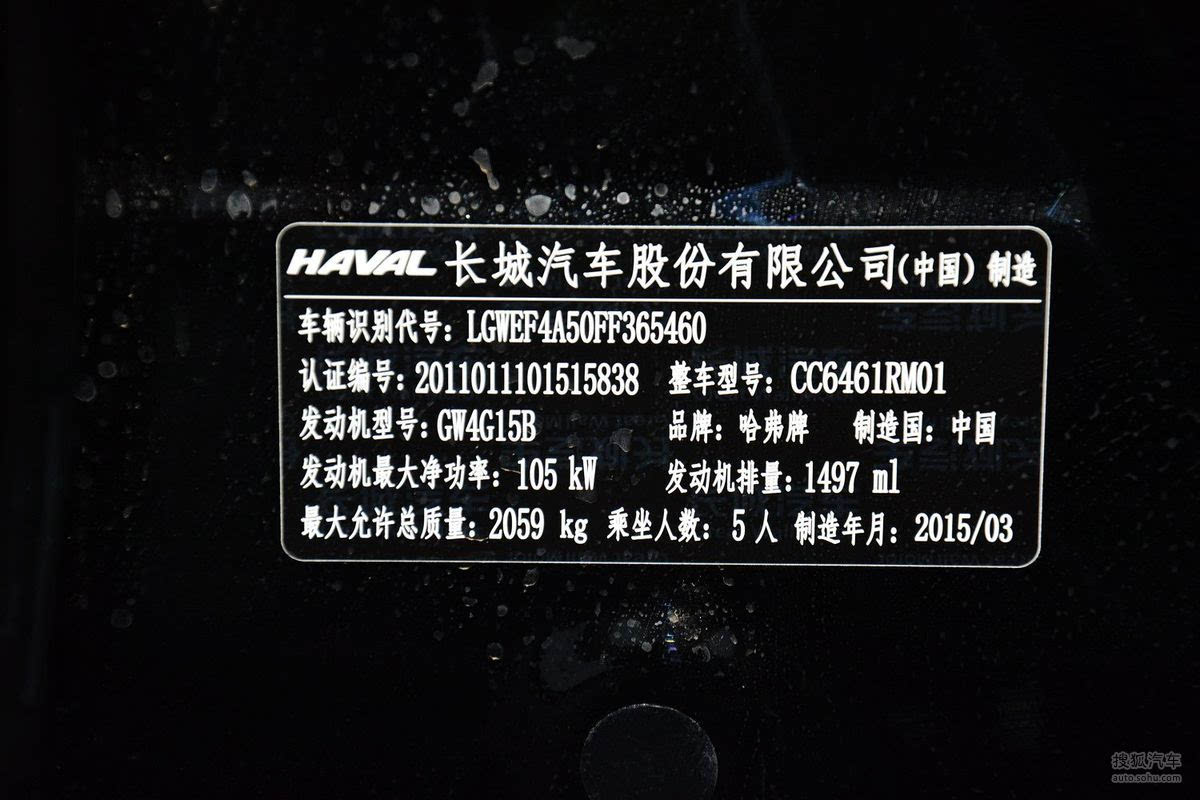 HAVAL 长城汽车股份有限公司(中国) 制造
车辆识别代号: LGWEF4A50FF365460
认证编号: 2011011101515838 整车型号: CC6461RM01
发动机型号: GW4G15B 品牌: 哈弗牌 制造国: 中国
发动机最大净功率: 105 kW 发动机排量: 1497 ml
最大允许总质量: 2059 kg 乘坐人数: 5 人 制造年月: 2015/03
搜狐汽车
auto.sohu.com